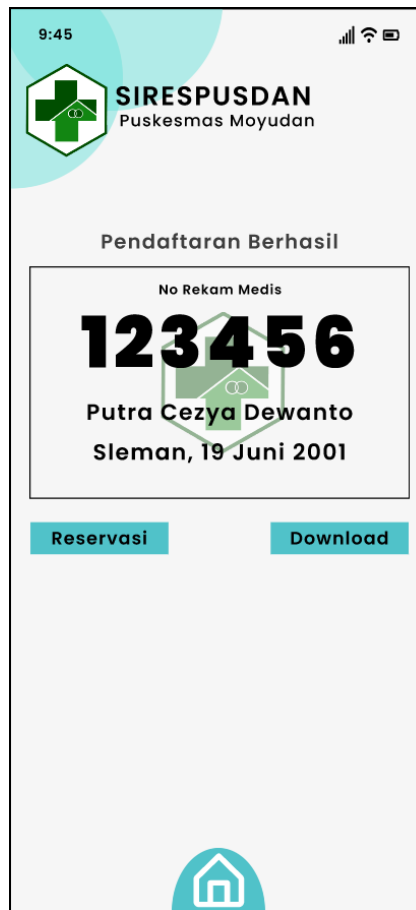 9:45
SIRESPUSDAN
Puskesmas Moyudan
Pendaftaran Berhasil
No Rekam Medis
123456
Putra Cezya Dewanto
Sleman, 19 Juni 2001
Reservasi
Download